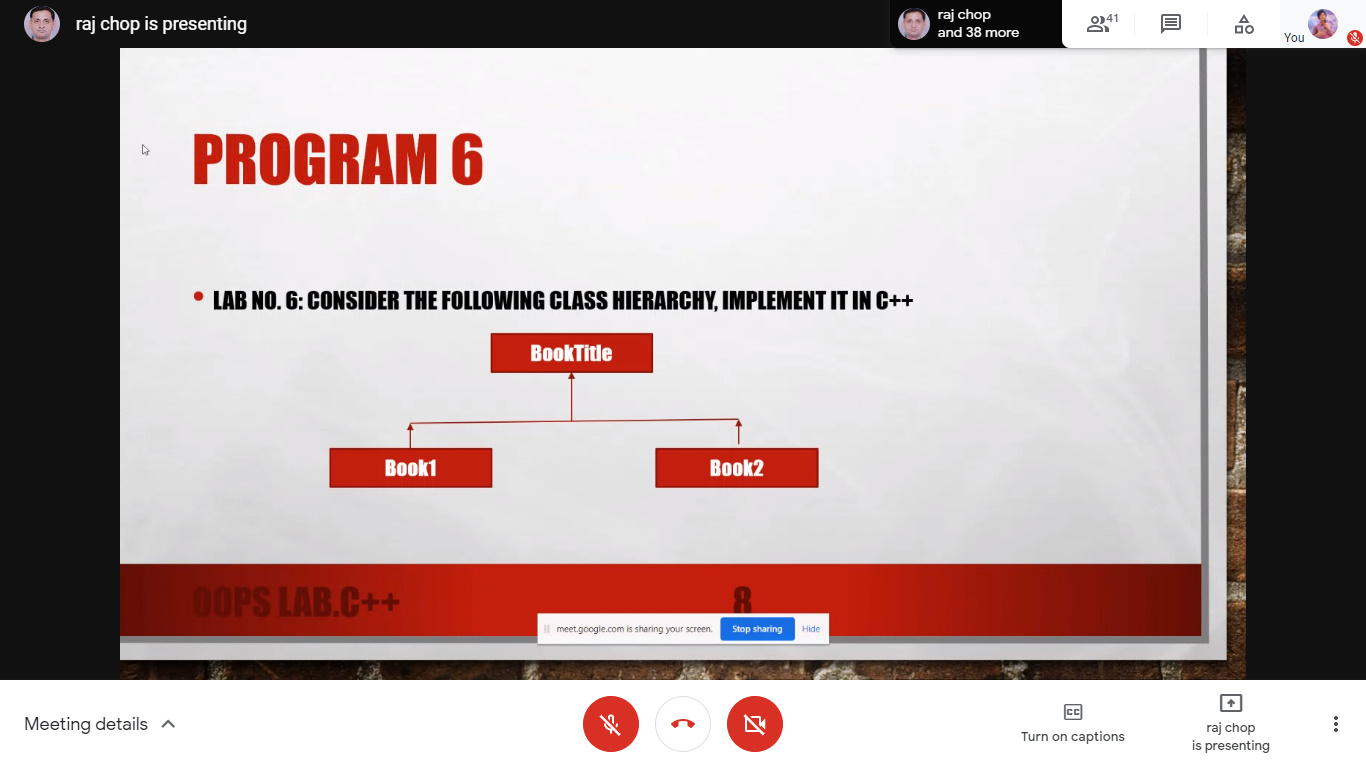 raj chop is presenting
raj chop
and 38 more
41
You
PROGRAM 6
• LAB NO. 6: CONSIDER THE FOLLOWING CLASS HIERARCHY, IMPLEMENT IT IN C++
BookTitle
Book1
Book2
OOPS LAB.C++
8
meet.google.com is sharing your screen.
Stop sharing
Hide
Meeting details
CC
Turn on captions
raj chop
is presenting